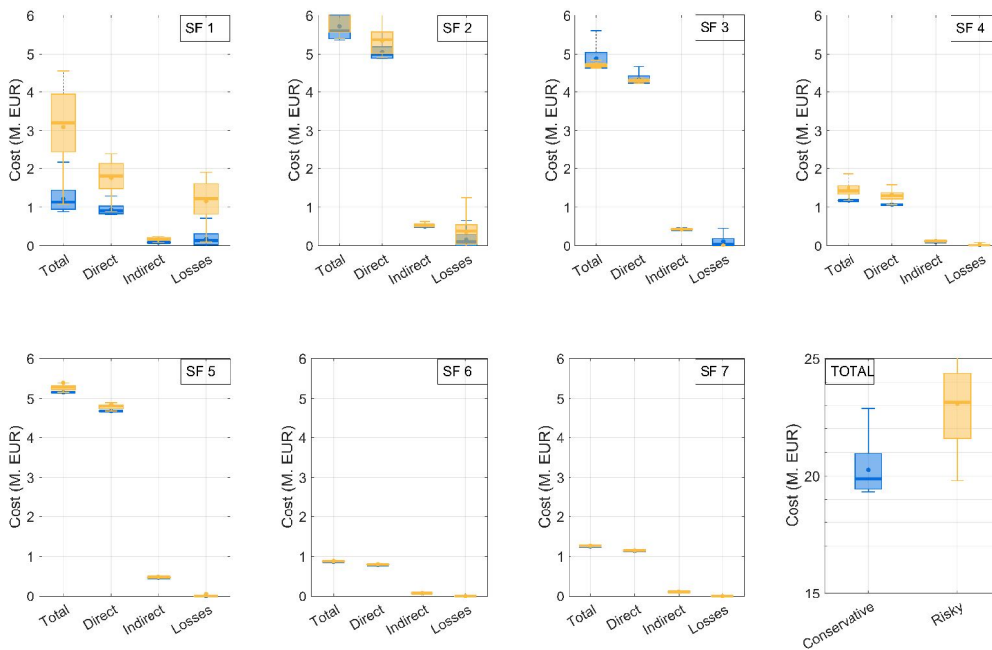 SF 1
Cost (M. EUR)
6
5
4
3
2
1
0
Total
Direct
Indirect
Losses
SF 2
Cost (M. EUR)
6
5
4
3
2
1
0
Total
Direct
Indirect
Losses
SF 3
Cost (M. EUR)
6
5
4
3
2
1
0
Total
Direct
Indirect
Losses
SF 4
Cost (M. EUR)
6
5
4
3
2
1
0
Total
Direct
Indirect
Losses
SF 5
Cost (M. EUR)
6
5
4
3
2
1
0
Total
Direct
Indirect
Losses
SF 6
Cost (M. EUR)
6
5
4
3
2
1
0
Total
Direct
Indirect
Losses
SF 7
Cost (M. EUR)
6
5
4
3
2
1
0
Total
Direct
Indirect
Losses
TOTAL
Cost (M. EUR)
25
20
15
Conservative
Risky